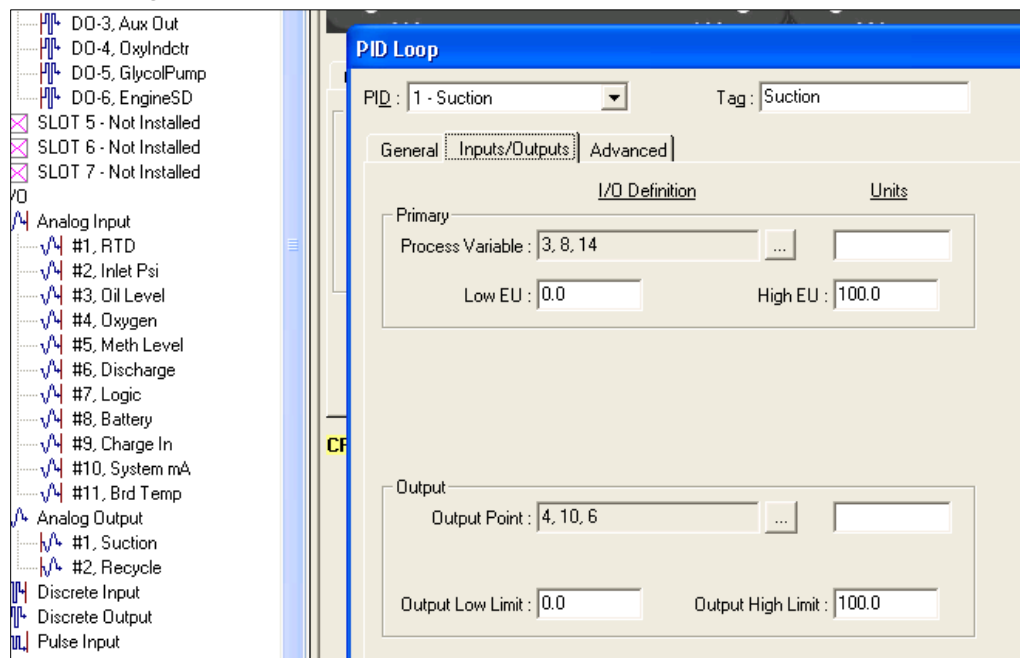 DO-3, Aux Out
DO-4, OxyIndctr
DO-5, GlycolPump
DO-6, EngineSD
SLOT 5 - Not Installed
SLOT 6 - Not Installed
SLOT 7 - Not Installed
/O
Analog Input
#1, RTD
#2, Inlet Psi
#3, Oil Level
#4, Oxygen
#5, Meth Level
#6, Discharge
#7, Logic
#8, Battery
#9, Charge In
#10, System mA
#11, Brd Temp
Analog Output
#1, Suction
#2, Recycle
Discrete Input
Discrete Output
Pulse Input
PID Loop
PID : 1 - Suction Tag : Suction
General Inputs/Outputs Advanced
I/O Definition Units
Primary
Process Variable : 3, 8, 14 ...
Low EU : 0.0 High EU : 100.0
Output
Output Point : 4, 10, 6 ...
Output Low Limit : 0.0 Output High Limit : 100.0